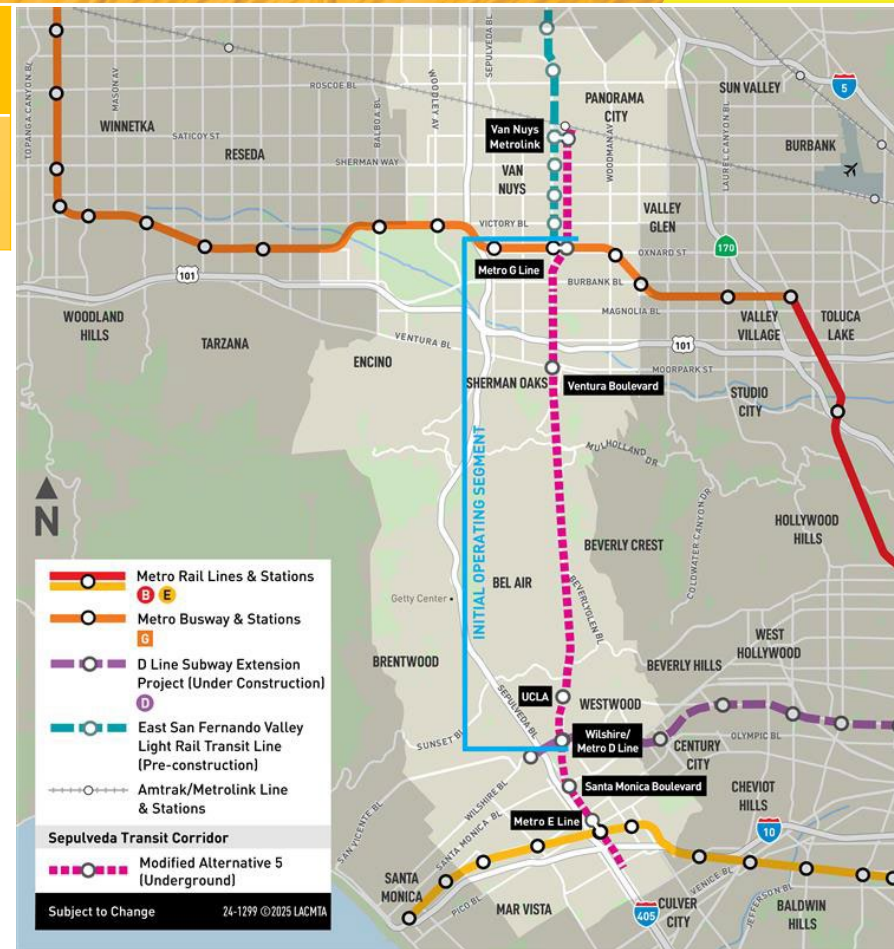 TOPANGA CANYON BL
MASON AV
WINNETKA
SATICOY ST
RESEDA
ROSCOE BL
BALBOA BL
SHERMAN WAY
WOODLEY AV
SEPULVEDA BL
Van Nuys
Metrolink
VAN
NUYS
PANORAMA
CITY
WOODMAN AV
SUN VALLEY
5
LAUREL CANYON BL
BURBANK
VALLEY
GLEN
VICTORY BL
OXNARD ST
170
Metro G Line
BURBANK BL
MAGNOLIA BL
VALLEY
VILLAGE
TOLUCA
LAKE
101
WOODLAND
HILLS
TARZANA
ENCINO
VENTURA BL
101
MOORPARK ST
SHERMAN OAKS
Ventura Boulevard
STUDIO
CITY
MULHOLLAND DR
COLDWATER CANYON DR
INITIAL OPERATING SEGMENT
HOLLYWOOD
HILLS
BEVERLY CREST
BEL AIR
BEVERLY GLEN BL
Getty Center
BRENTWOOD
WEST
HOLLYWOOD
BEVERLY HILLS
UCLA
WESTWOOD
SEPULVEDA BL
SUNSET BL
Wilshire/
Metro D Line
CENTURY
CITY
OLYMPIC BL
Santa Monica Boulevard
CHEVIOT
HILLS
WILSHIRE BL
SAN VICENTE BL
SANTA MONICA BL
Metro E Line
10
SANTA
MONICA
PICO BL
MAR VISTA
VENICE BL
JEFFERSON BL
CULVER
CITY
BALDWIN
HILLS
405
N
Metro Rail Lines & Stations
B E
Metro Busway & Stations
G
D Line Subway Extension
Project (Under Construction)
D
East San Fernando Valley
Light Rail Transit Line
(Pre-construction)
Amtrak/Metrolink Line
& Stations
Sepulveda Transit Corridor
Modified Alternative 5
(Underground)
Subject to Change 24-1299 ©2025 LACMTA